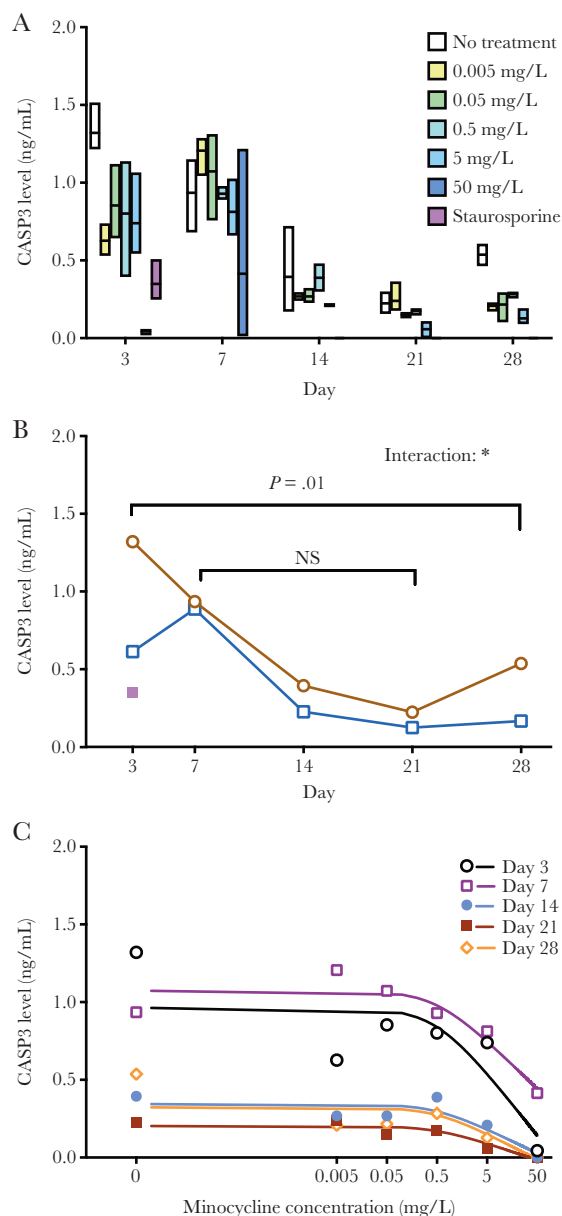 A
2.0
1.5
1.0
0.5
0.0
CASP3 level (ng/mL)
No treatment
0.005 mg/L
0.05 mg/L
0.5 mg/L
5 mg/L
50 mg/L
Staurosporine
3 7 14 21 28
Day
B
2.0
1.5
1.0
0.5
0.0
CASP3 level (ng/mL)
Interaction: *
P = .01
NS
3 7 14 21 28
Day
C
2.0
1.5
1.0
0.5
0.0
CASP3 level (ng/mL)
Day 3
Day 7
Day 14
Day 21
Day 28
0 0.005 0.05 0.5 5 50
Minocycline concentration (mg/L)